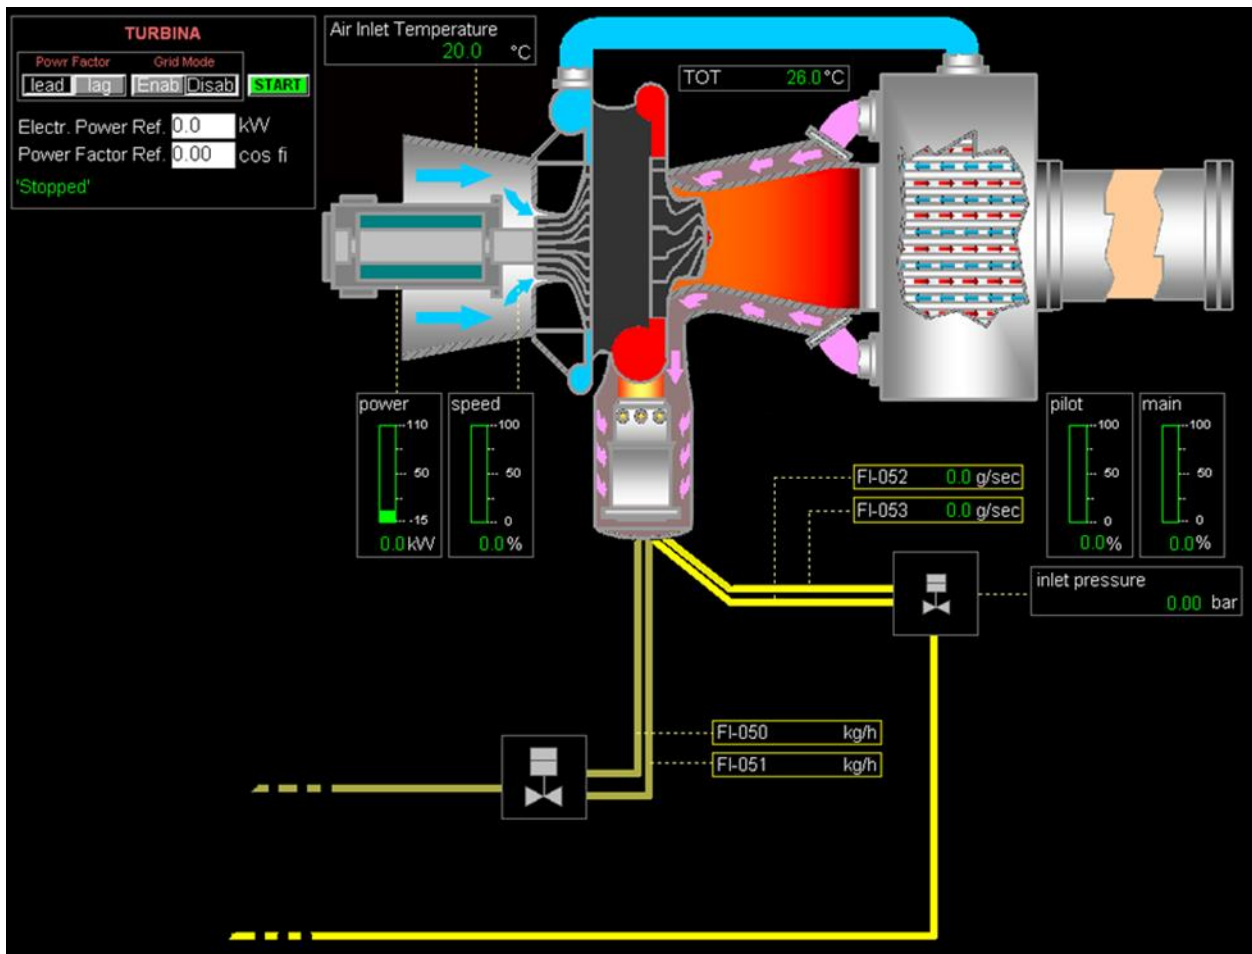 TURBINA
Powr Factor Grid Mode
lead lag Enab Disab START
Electr. Power Ref. 0.0 kW
Power Factor Ref. 0.00 cos fi
'Stopped'
Air Inlet Temperature
20.0 °C
TOT 26.0 °C
power
110
50
-15
0.0 kW
speed
100
50
0
0.0 %
pilot
100
50
0
0.0 %
main
100
50
0
0.0 %
FI-052 0.0 g/sec
FI-053 0.0 g/sec
inlet pressure
0.00 bar
FI-050 kg/h
FI-051 kg/h